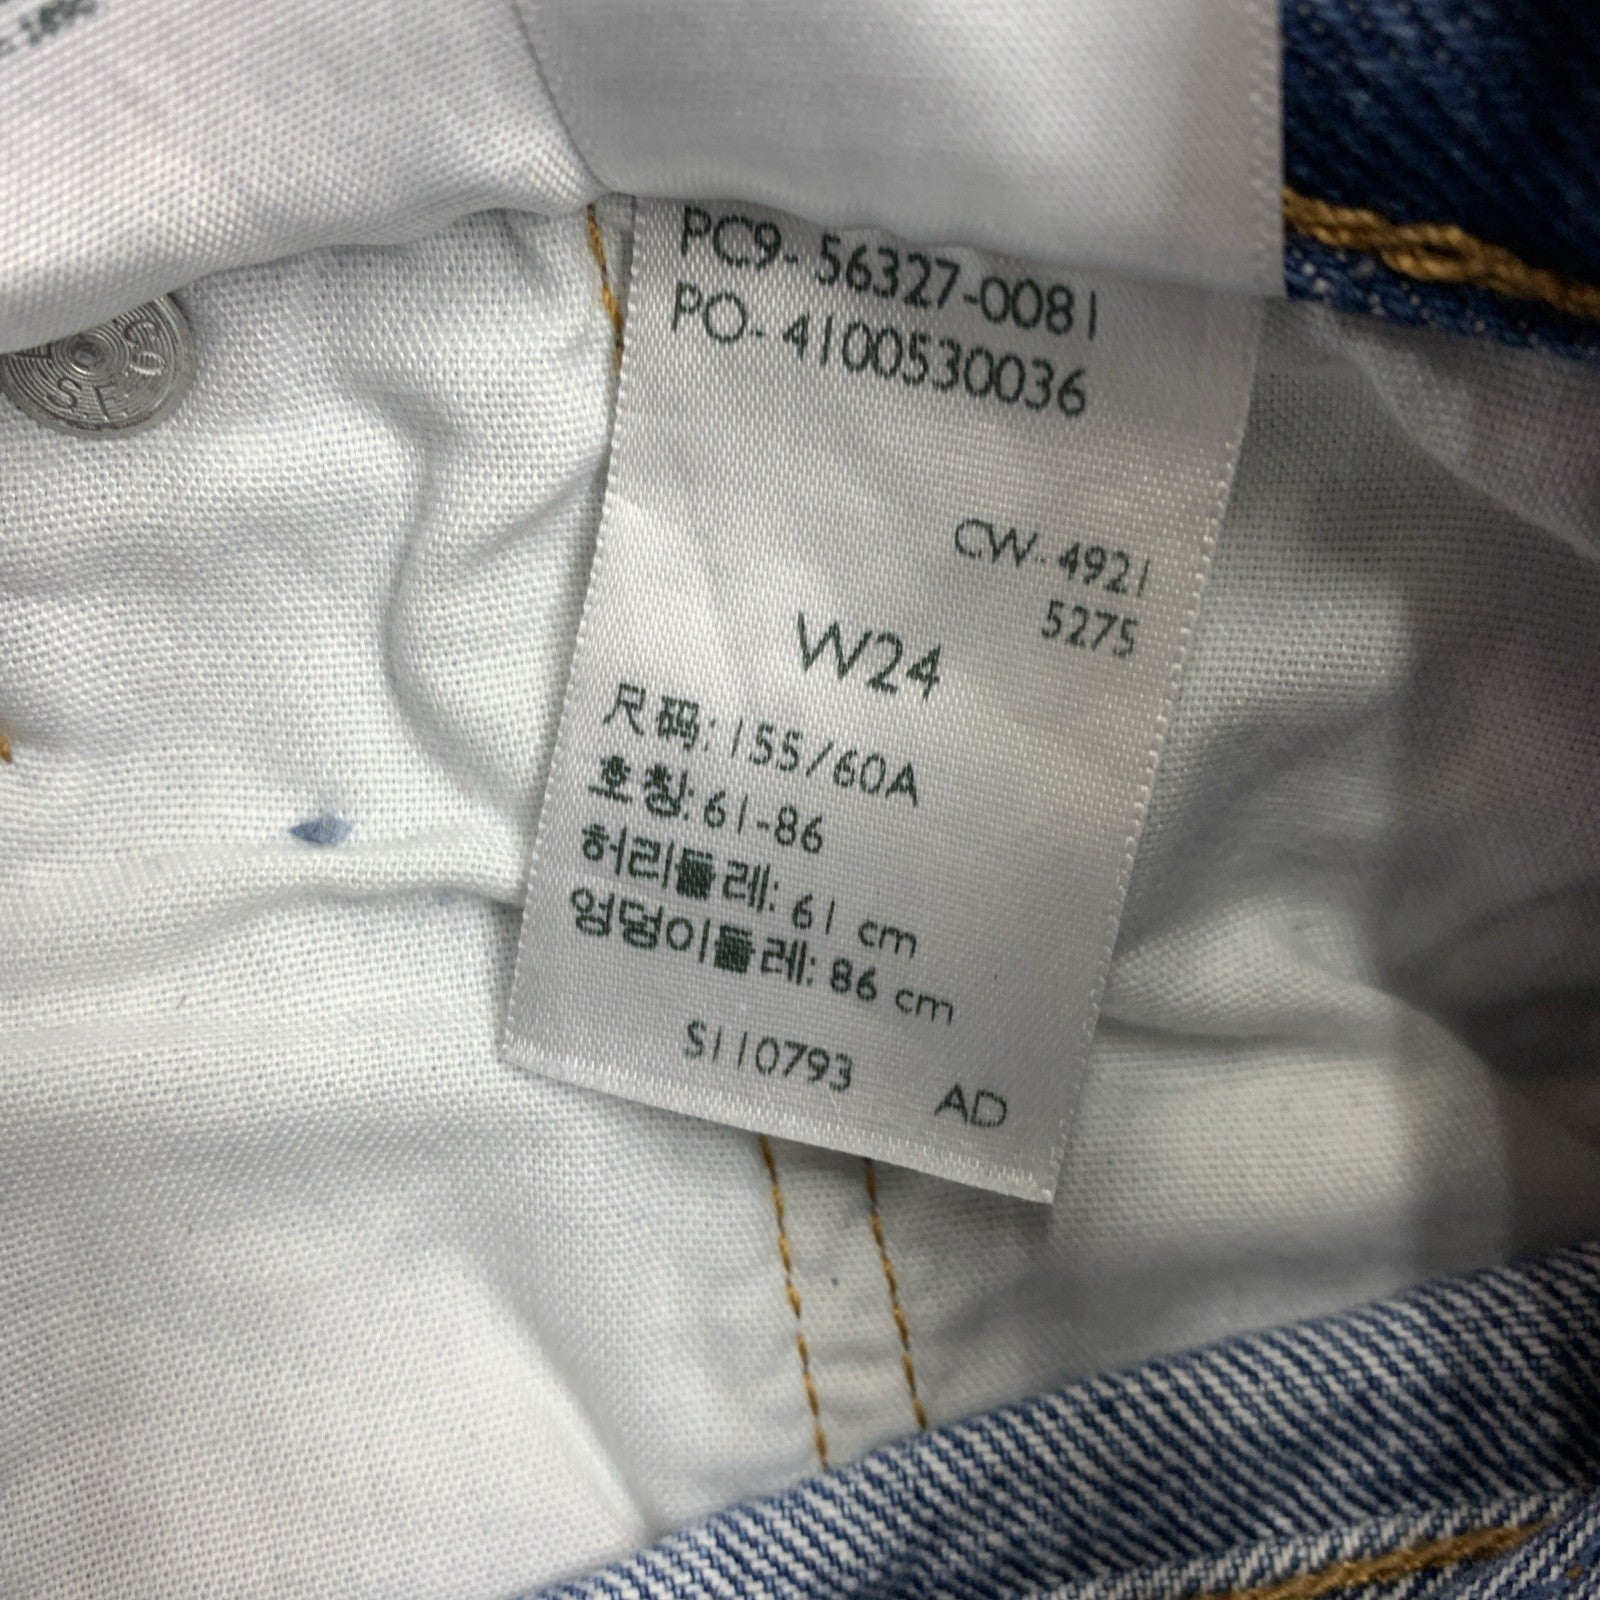 PC9- 56327-0081
PO- 4100530036
CW- 4921
5275
W24
尺码: 155/60A
호칭: 61-86
허리둘레: 61 cm
엉덩이둘레: 86 cm
S110793 AD